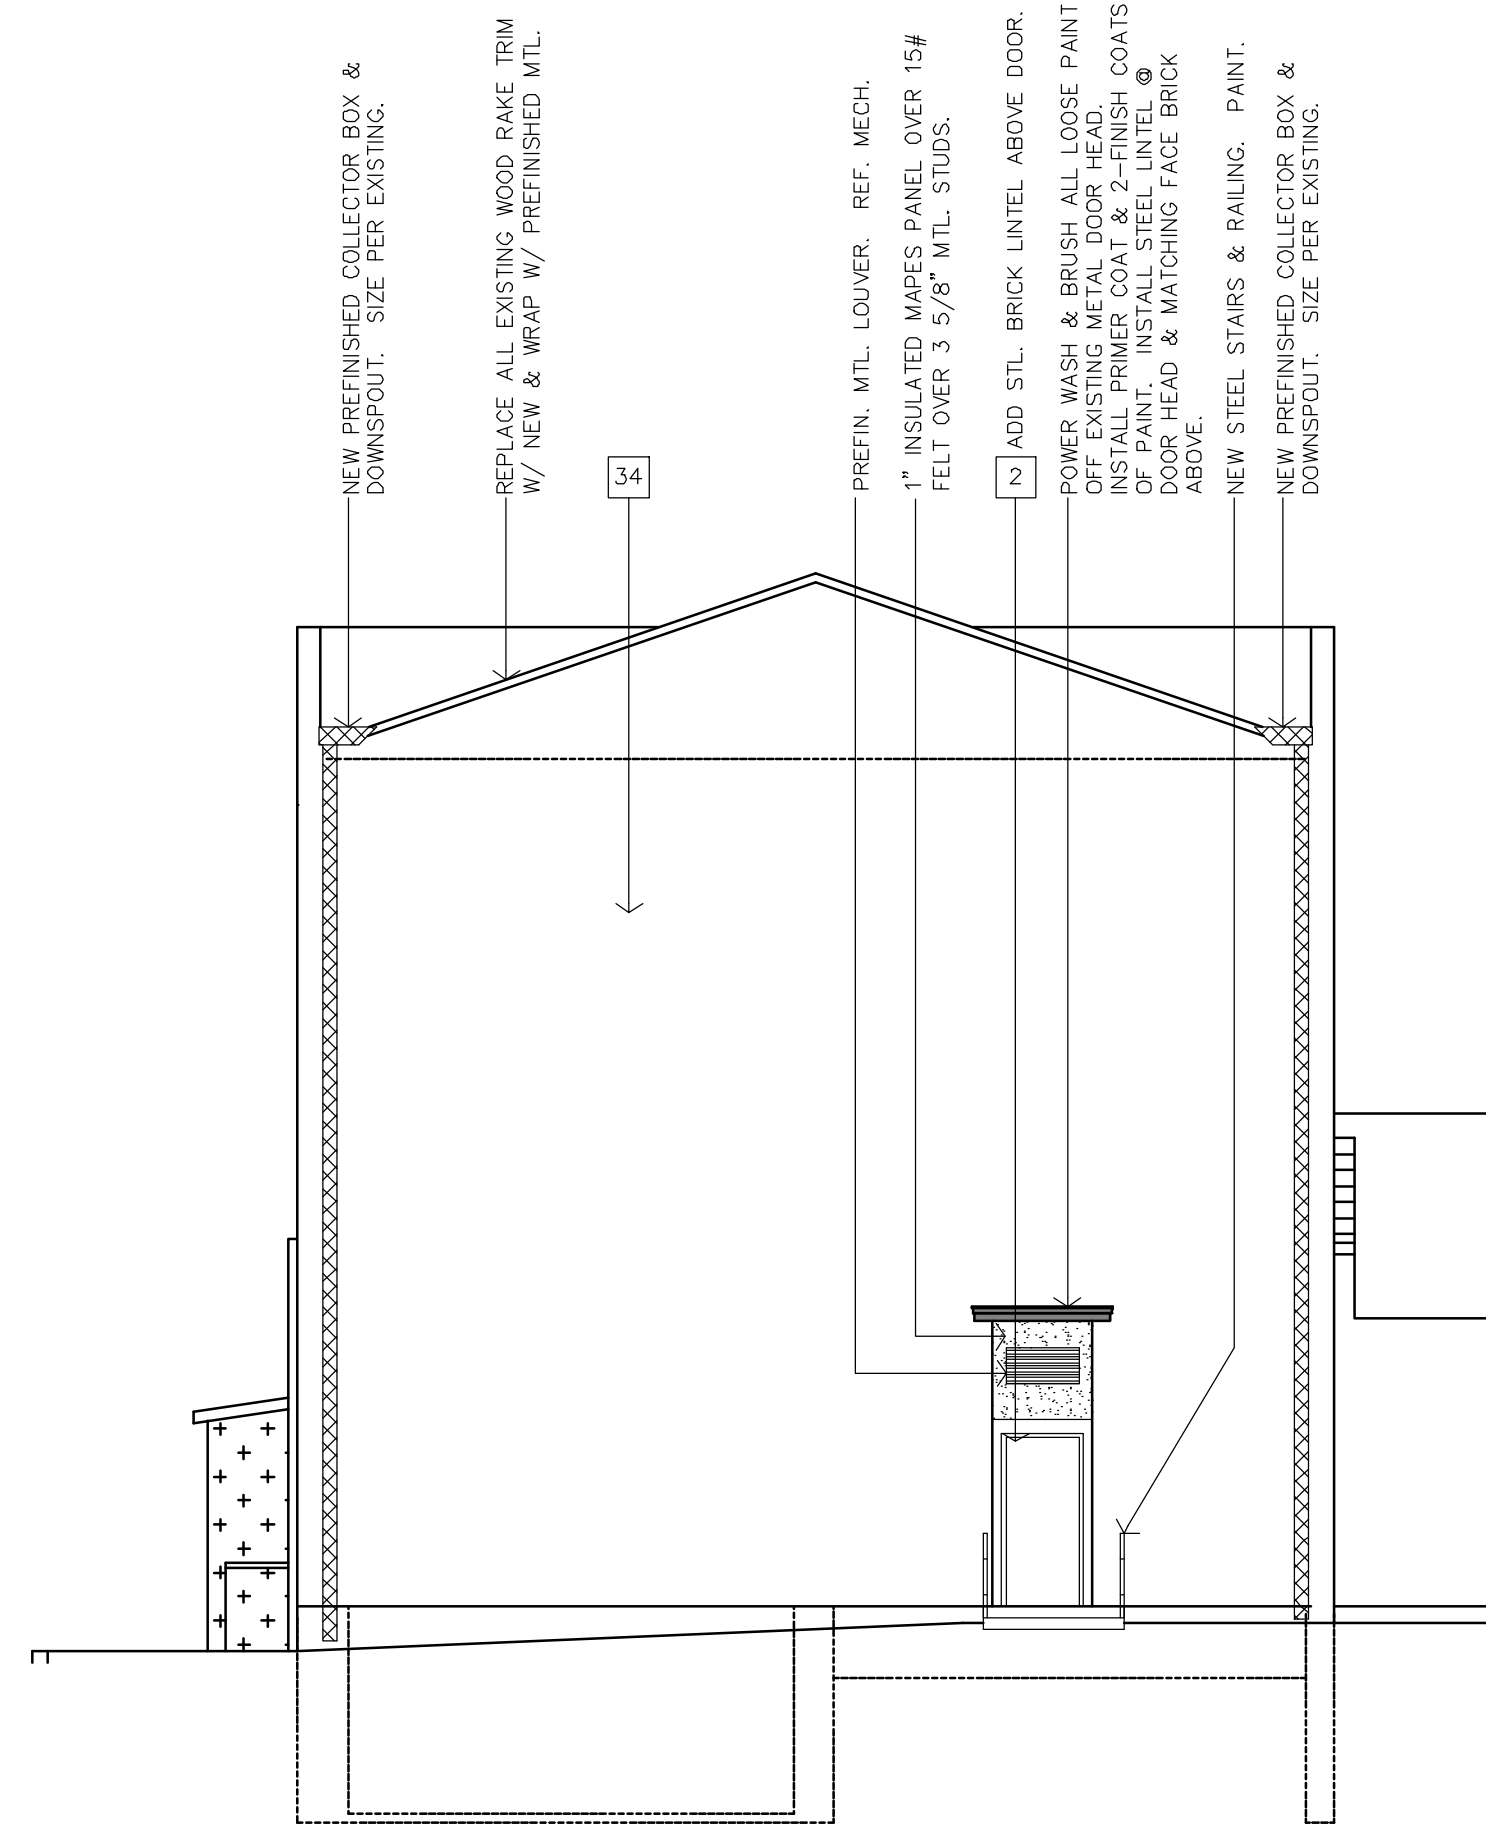 NEW PREFINISHED COLLECTOR BOX &
DOWNSPOUT.  SIZE PER EXISTING.
REPLACE ALL EXISTING WOOD RAKE TRIM
W/ NEW & WRAP W/ PREFINISHED MTL.
34
PREFIN. MTL. LOUVER.  REF. MECH.
1" INSULATED MAPES PANEL OVER 15#
FELT OVER 3 5/8" MTL. STUDS.
2 ADD STL. BRICK LINTEL ABOVE DOOR.
POWER WASH & BRUSH ALL LOOSE PAINT
OFF EXISTING METAL DOOR HEAD.
INSTALL PRIMER COAT & 2-FINISH COATS
OF PAINT.  INSTALL STEEL LINTEL @
DOOR HEAD & MATCHING FACE BRICK
ABOVE.
NEW STEEL STAIRS & RAILING.  PAINT.
NEW PREFINISHED COLLECTOR BOX &
DOWNSPOUT.  SIZE PER EXISTING.